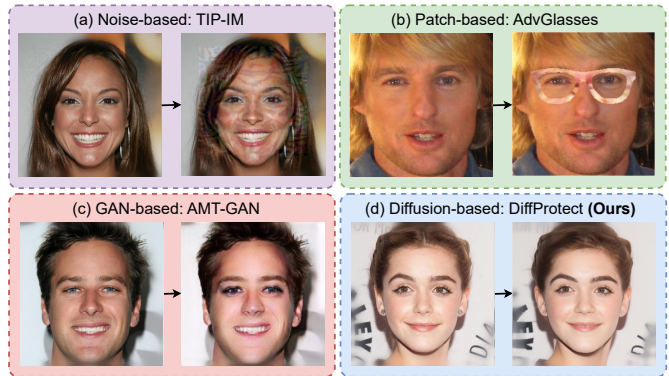 (a) Noise-based: TIP-IM
(b) Patch-based: AdvGlasses
(c) GAN-based: AMT-GAN
(d) Diffusion-based: DiffProtect (Ours)